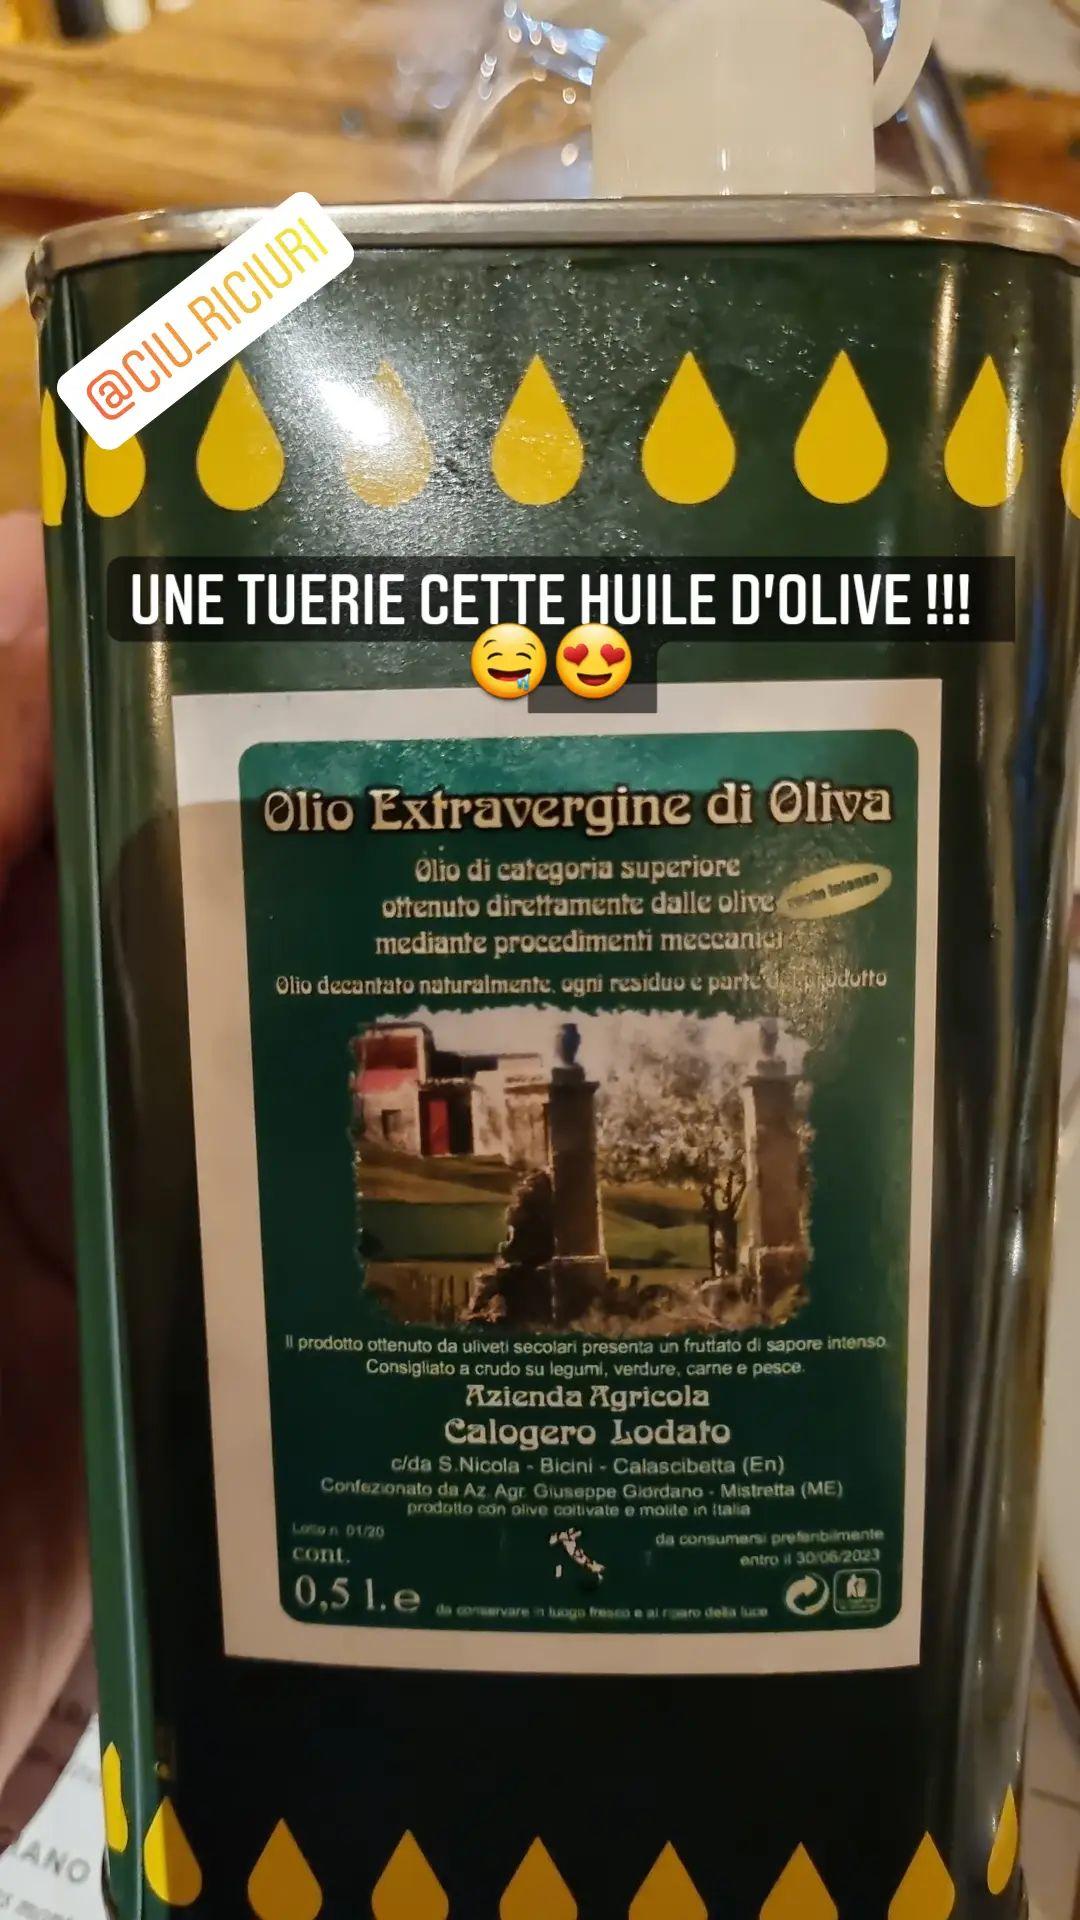 @CIU_RICIURI
UNE TUERIE CETTE HUILE D'OLIVE !!!
🤤😍
Olio Extravergine di Oliva
Olio di categoria superiore
ottenuto direttamente dalle olive
mediante procedimenti meccanici
Olio decantato naturalmente, ogni residuo e parte del prodotto
Il prodotto ottenuto da uliveti secolari presenta un fruttato di sapore intenso.
Consigliato a crudo su legumi, verdure, carne e pesce.
Azienda Agricola
Calogero Lodato
c/da S.Nicola - Bicini - Calascibetta (En)
Confezionato da Az. Agr. Giuseppe Giordano - Mistretta (ME)
prodotto con olive coltivate e molite in Italia
Lotto n. 01/20
da consumersi preferibilmente
entro il 30/06/2023
cont.
0,5 l. e
da conservare in luogo fresco e al riparo della luce
ANO